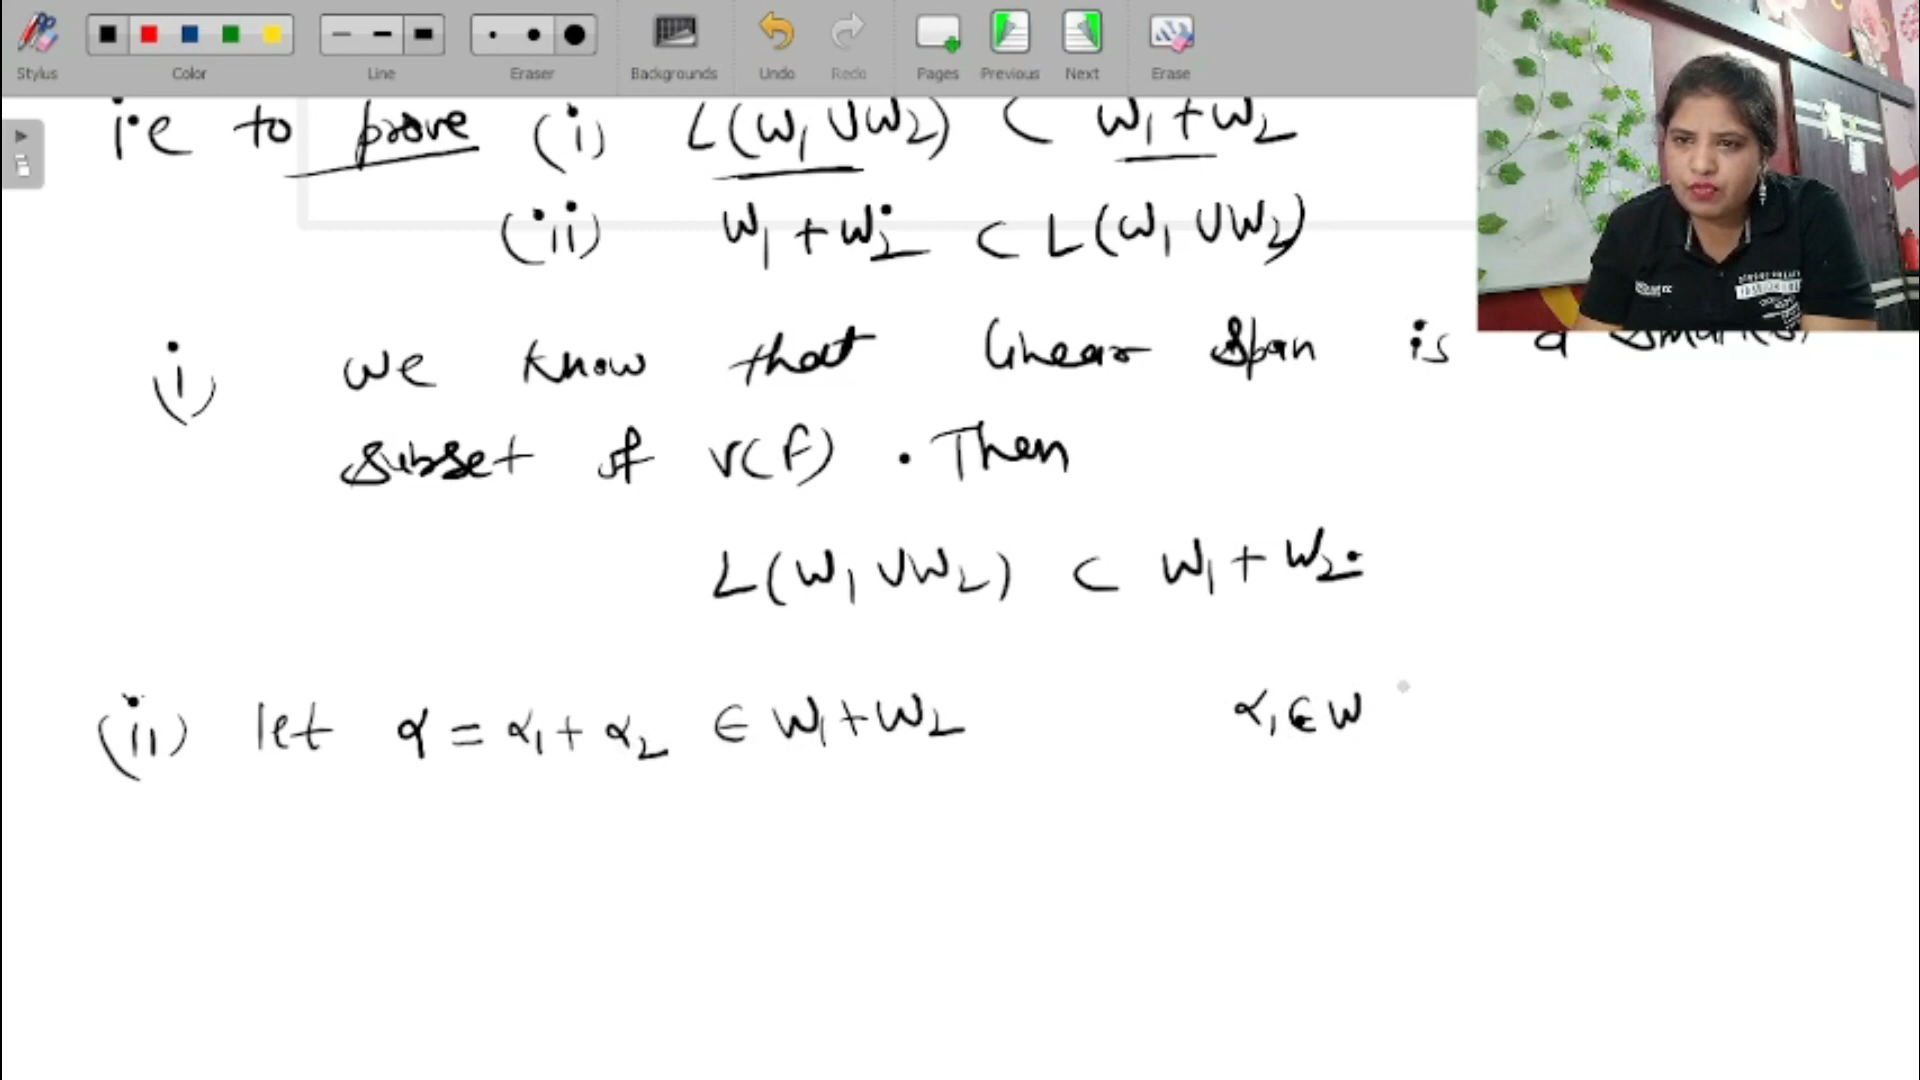 Stylus Color Line Eraser Backgrounds Undo Redo Pages Previous Next Erase
i.e to prove (i) L(W₁ ∪ W₂) ⊂ W₁ + W₂
(ii) W₁ + W₂ ⊂ L(W₁ ∪ W₂)
(i) we know that linear span is a
subset of V(F) . Then
L(W₁ ∪ W₂) ⊂ W₁ + W₂.
(ii) let α = α₁ + α₂ ∈ W₁ + W₂ α₁ ∈ W